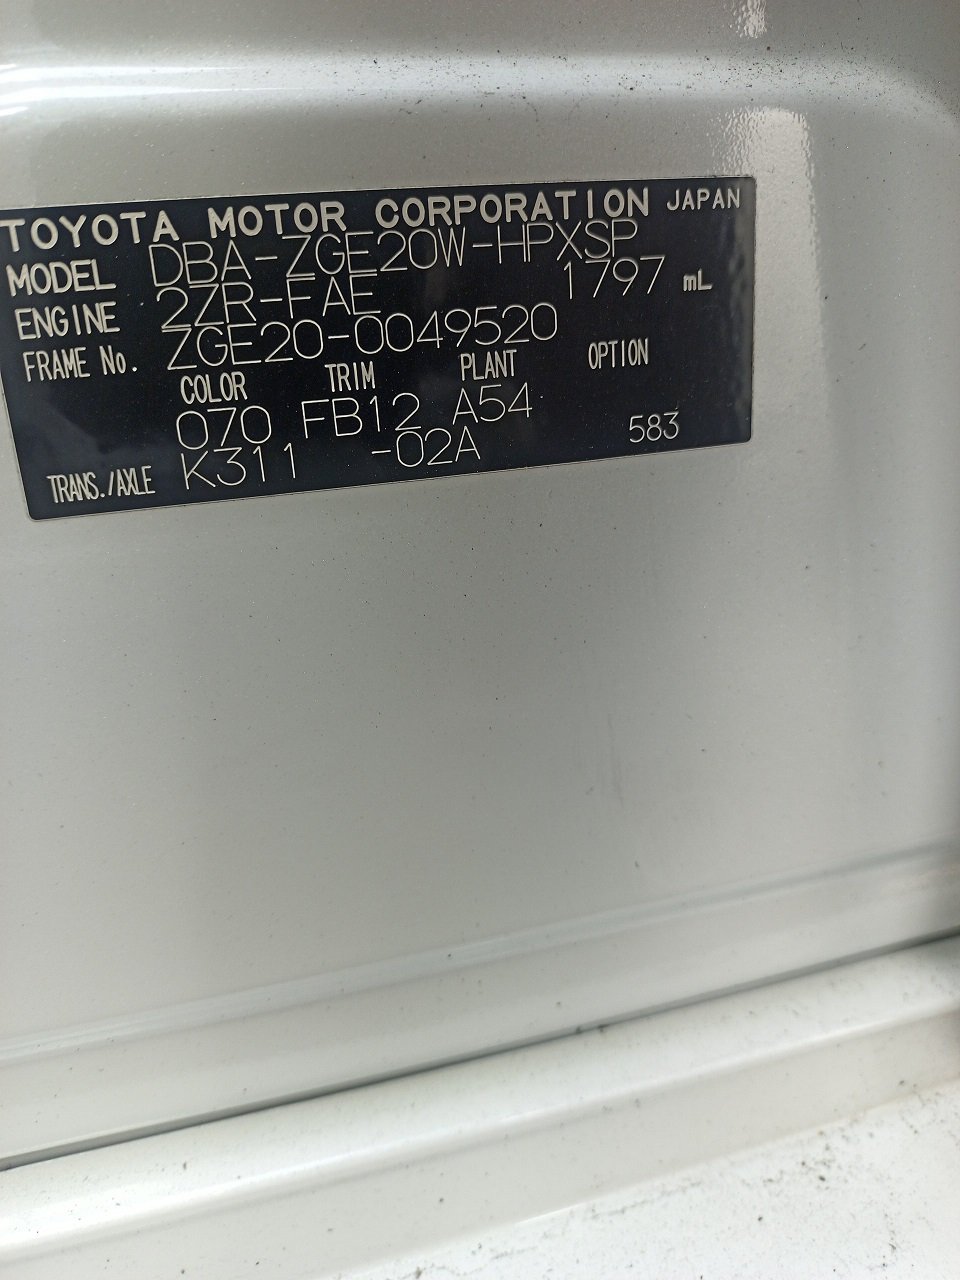 TOYOTA MOTOR CORPORATION JAPAN
MODEL DBA-ZGE20W-HPXSP
ENGINE 2ZR-FAE 1797 mL
FRAME No. ZGE20-0049520
COLOR TRIM PLANT OPTION
070 FB12 A54
TRANS./AXLE K311 -02A 583